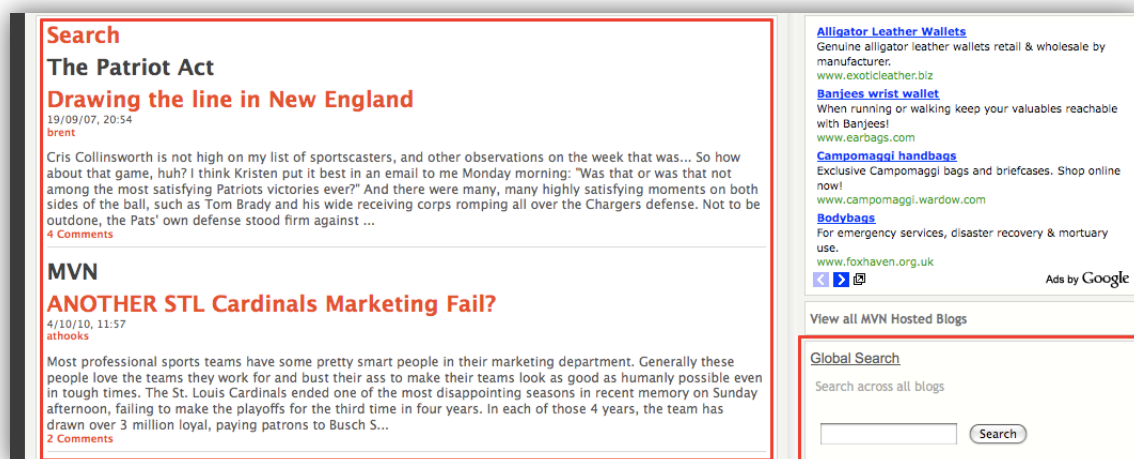 Search
The Patriot Act
Drawing the line in New England
19/09/07, 20:54
brent
Cris Collinsworth is not high on my list of sportscasters, and other observations on the week that was... So how
about that game, huh? I think Kristen put it best in an email to me Monday morning: "Was that or was that not
among the most satisfying Patriots victories ever?" And there were many, many highly satisfying moments on both
sides of the ball, such as Tom Brady and his wide receiving corps romping all over the Chargers defense. Not to be
outdone, the Pats' own defense stood firm against ...
4 Comments
MVN
ANOTHER STL Cardinals Marketing Fail?
4/10/10, 11:57
athooks
Most professional sports teams have some pretty smart people in their marketing department. Generally these
people love the teams they work for and bust their ass to make their teams look as good as humanly possible even
in tough times. The St. Louis Cardinals ended one of the most disappointing seasons in recent memory on Sunday
afternoon, failing to make the playoffs for the third time in four years. In each of those 4 years, the team has
drawn over 3 million loyal, paying patrons to Busch S...
2 Comments
Alligator Leather Wallets
Genuine alligator leather wallets retail & wholesale by
manufacturer.
www.exoticleather.biz
Banjees wrist wallet
When running or walking keep your valuables reachable
with Banjees!
www.earbags.com
Campomaggi handbags
Exclusive Campomaggi bags and briefcases. Shop online
now!
www.campomaggi.wardow.com
Bodybags
For emergency services, disaster recovery & mortuary
use.
www.foxhaven.org.uk
Ads by Google
View all MVN Hosted Blogs
Global Search
Search across all blogs
Search